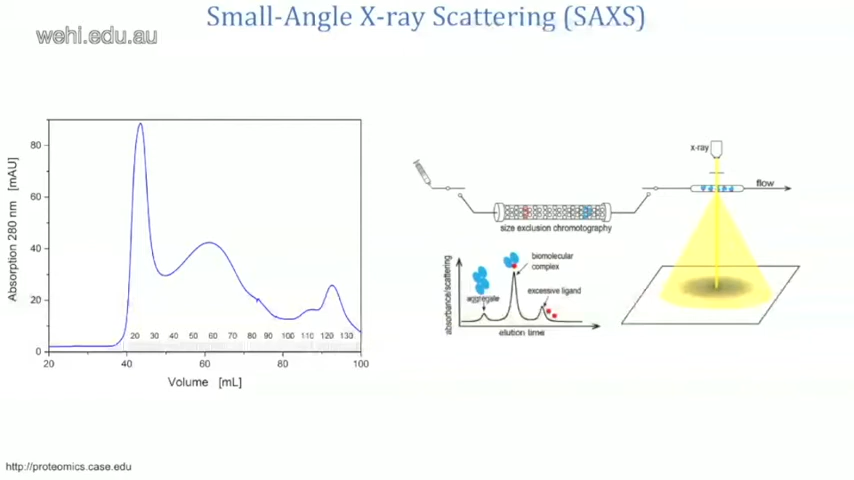 Small-Angle X-ray Scattering (SAXS)
wehi.edu.au
Absorption 280 nm [mAU]
80
60
40
20
0
20 30 40 50 60 70 80 90 100 110 120 130
20 40 60 80 100
Volume [mL]
x-ray
flow
size exclusion chromotography
absorbance/scattering
aggregate
biomolecular
complex
excessive ligand
elution time
http://proteomics.case.edu